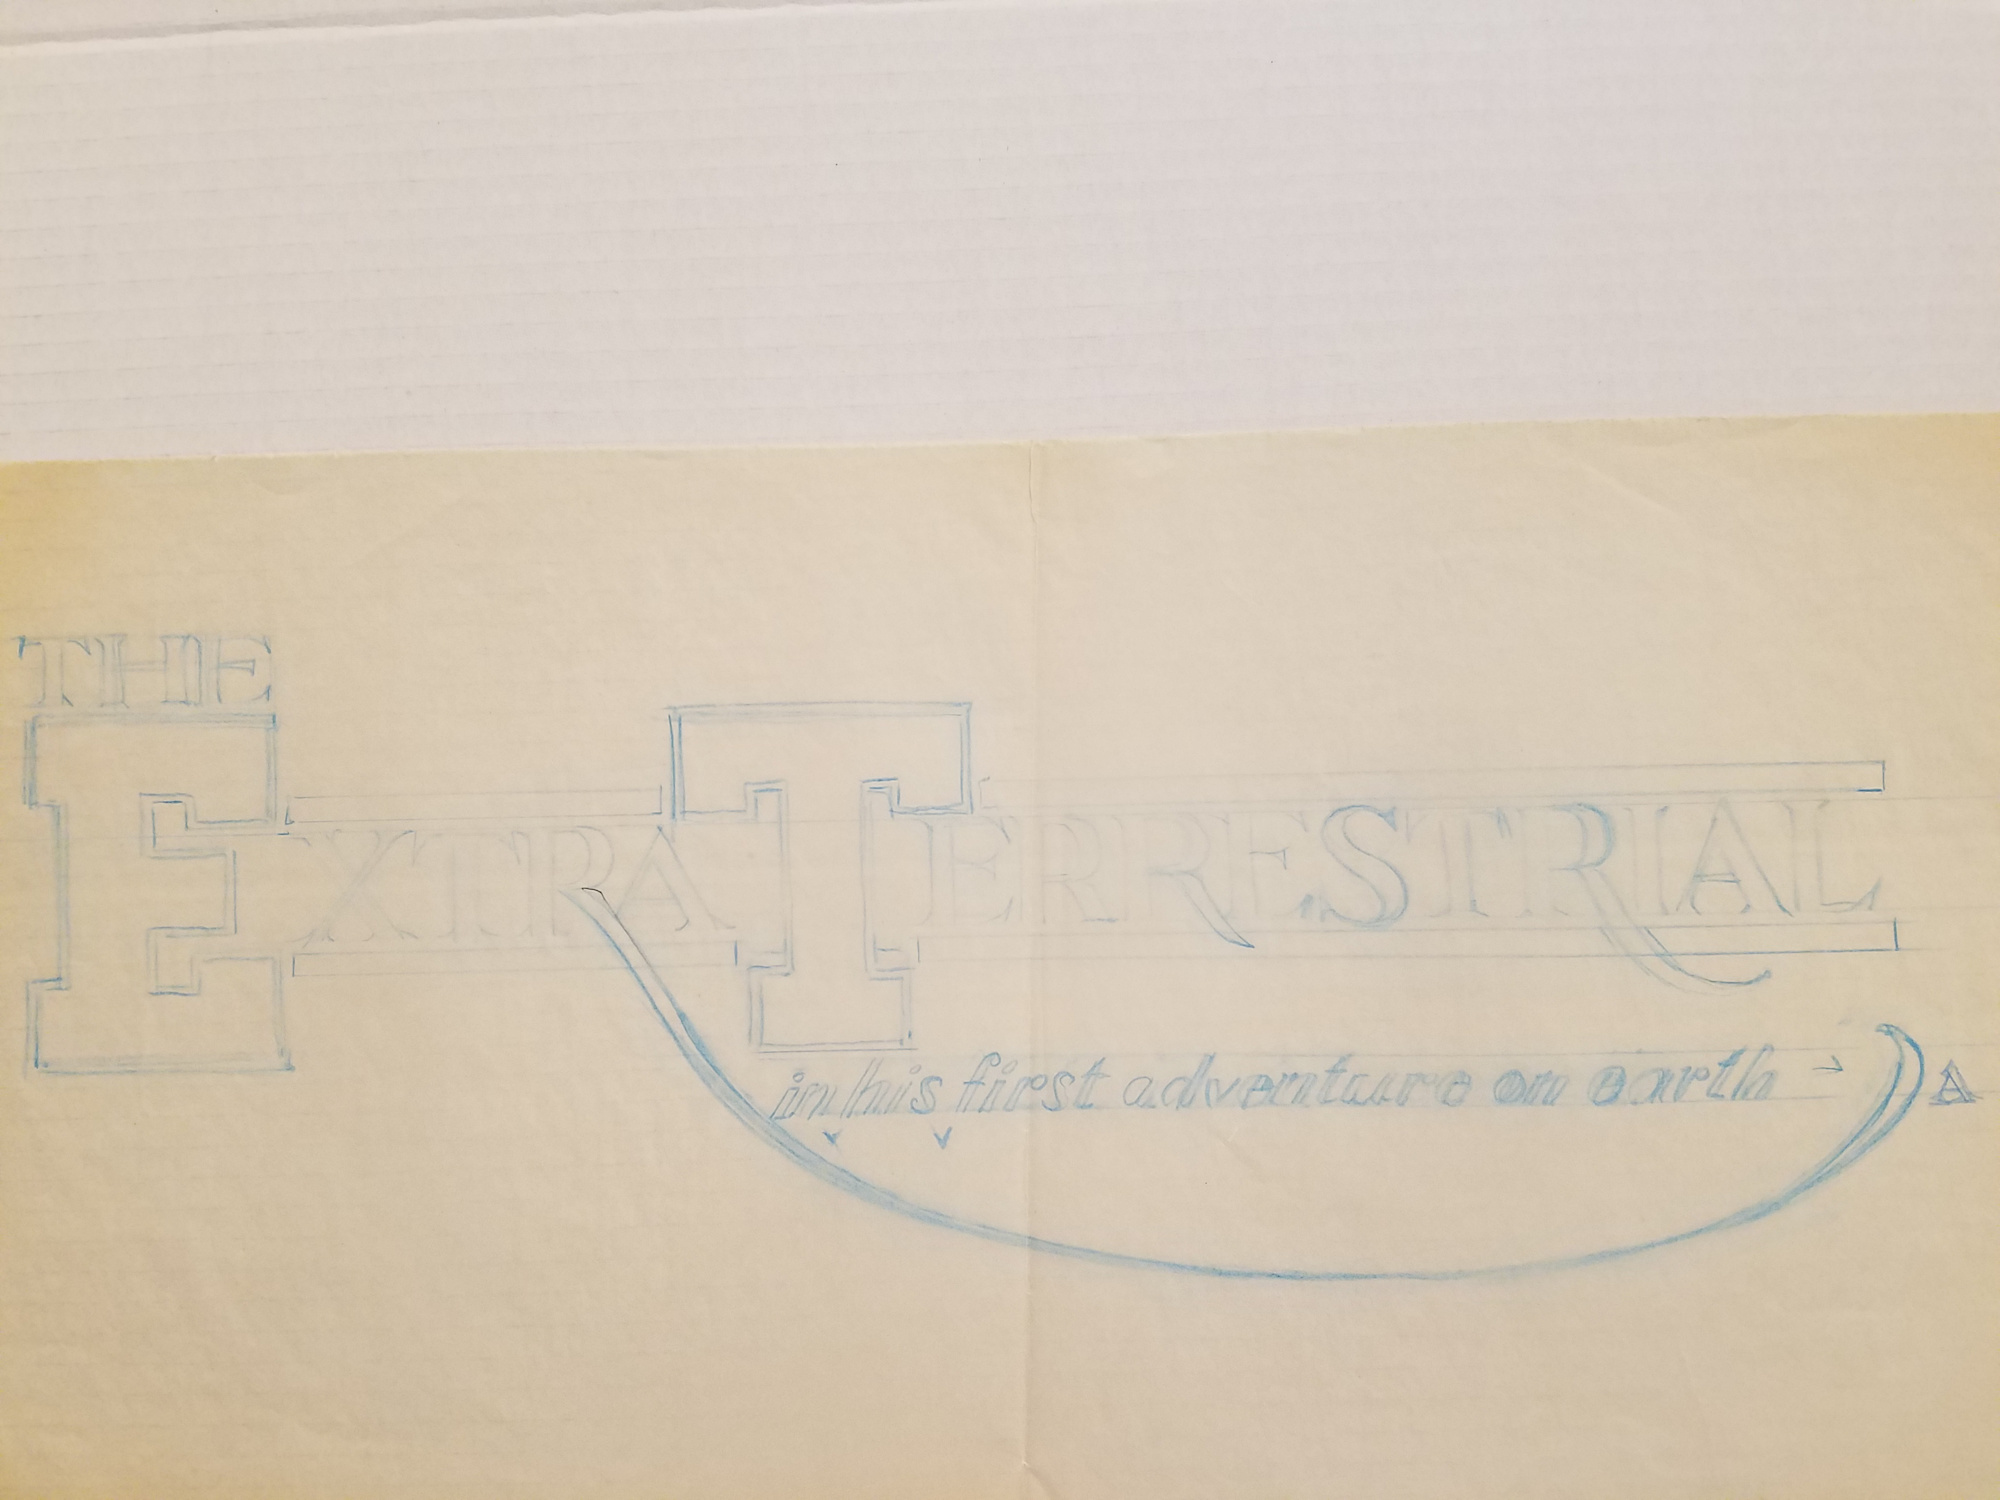 THE
EXTRA TERRESTRIAL
in his first adventure on earth
A